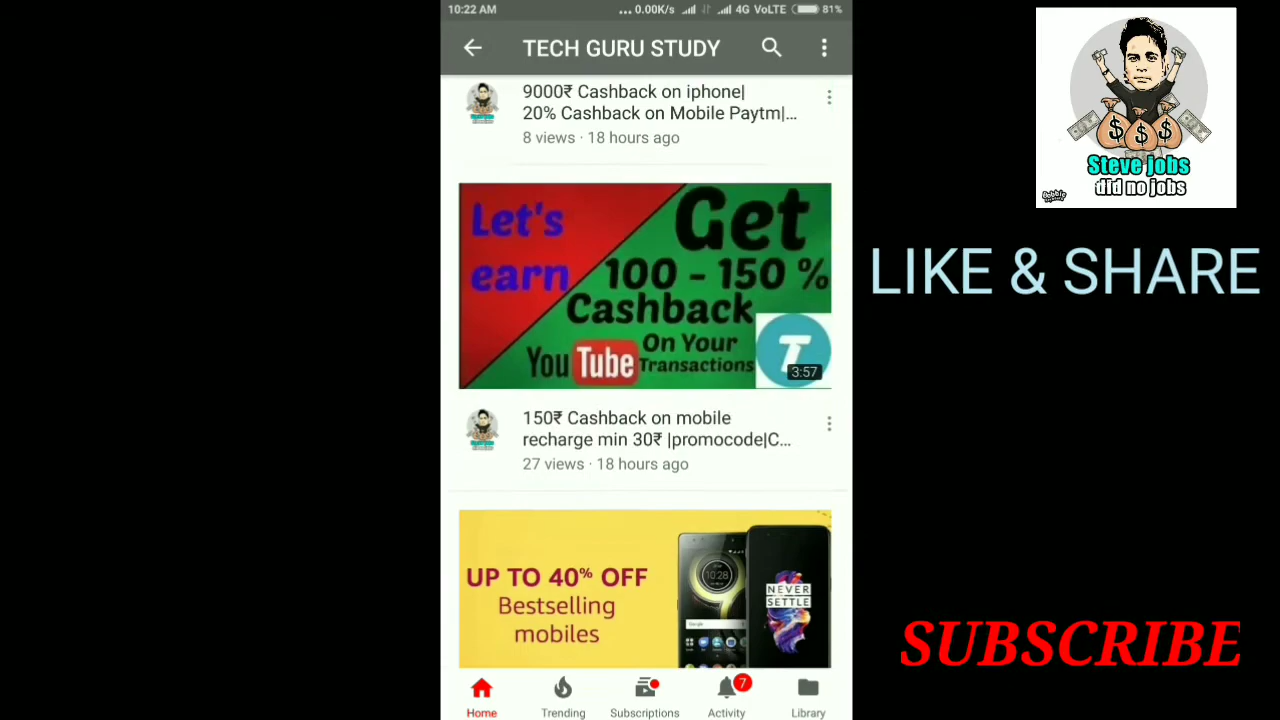 10:22 AM ... 0.00K/s 4G VoLTE 81%
TECH GURU STUDY
9000₹ Cashback on iphone|
20% Cashback on Mobile Paytm|...
8 views · 18 hours ago
Let's
earn
Get
100 - 150 %
Cashback
On Your
Transactions
YouTube
T
3:57
150₹ Cashback on mobile
recharge min 30₹ |promocode|C...
27 views · 18 hours ago
UP TO 40% OFF
Bestselling
mobiles
10:28
Google
NEVER
SETTLE
Home Trending Subscriptions Activity Library
7
$ $ $
Steve jobs
did no jobs
LIKE & SHARE
SUBSCRIBE